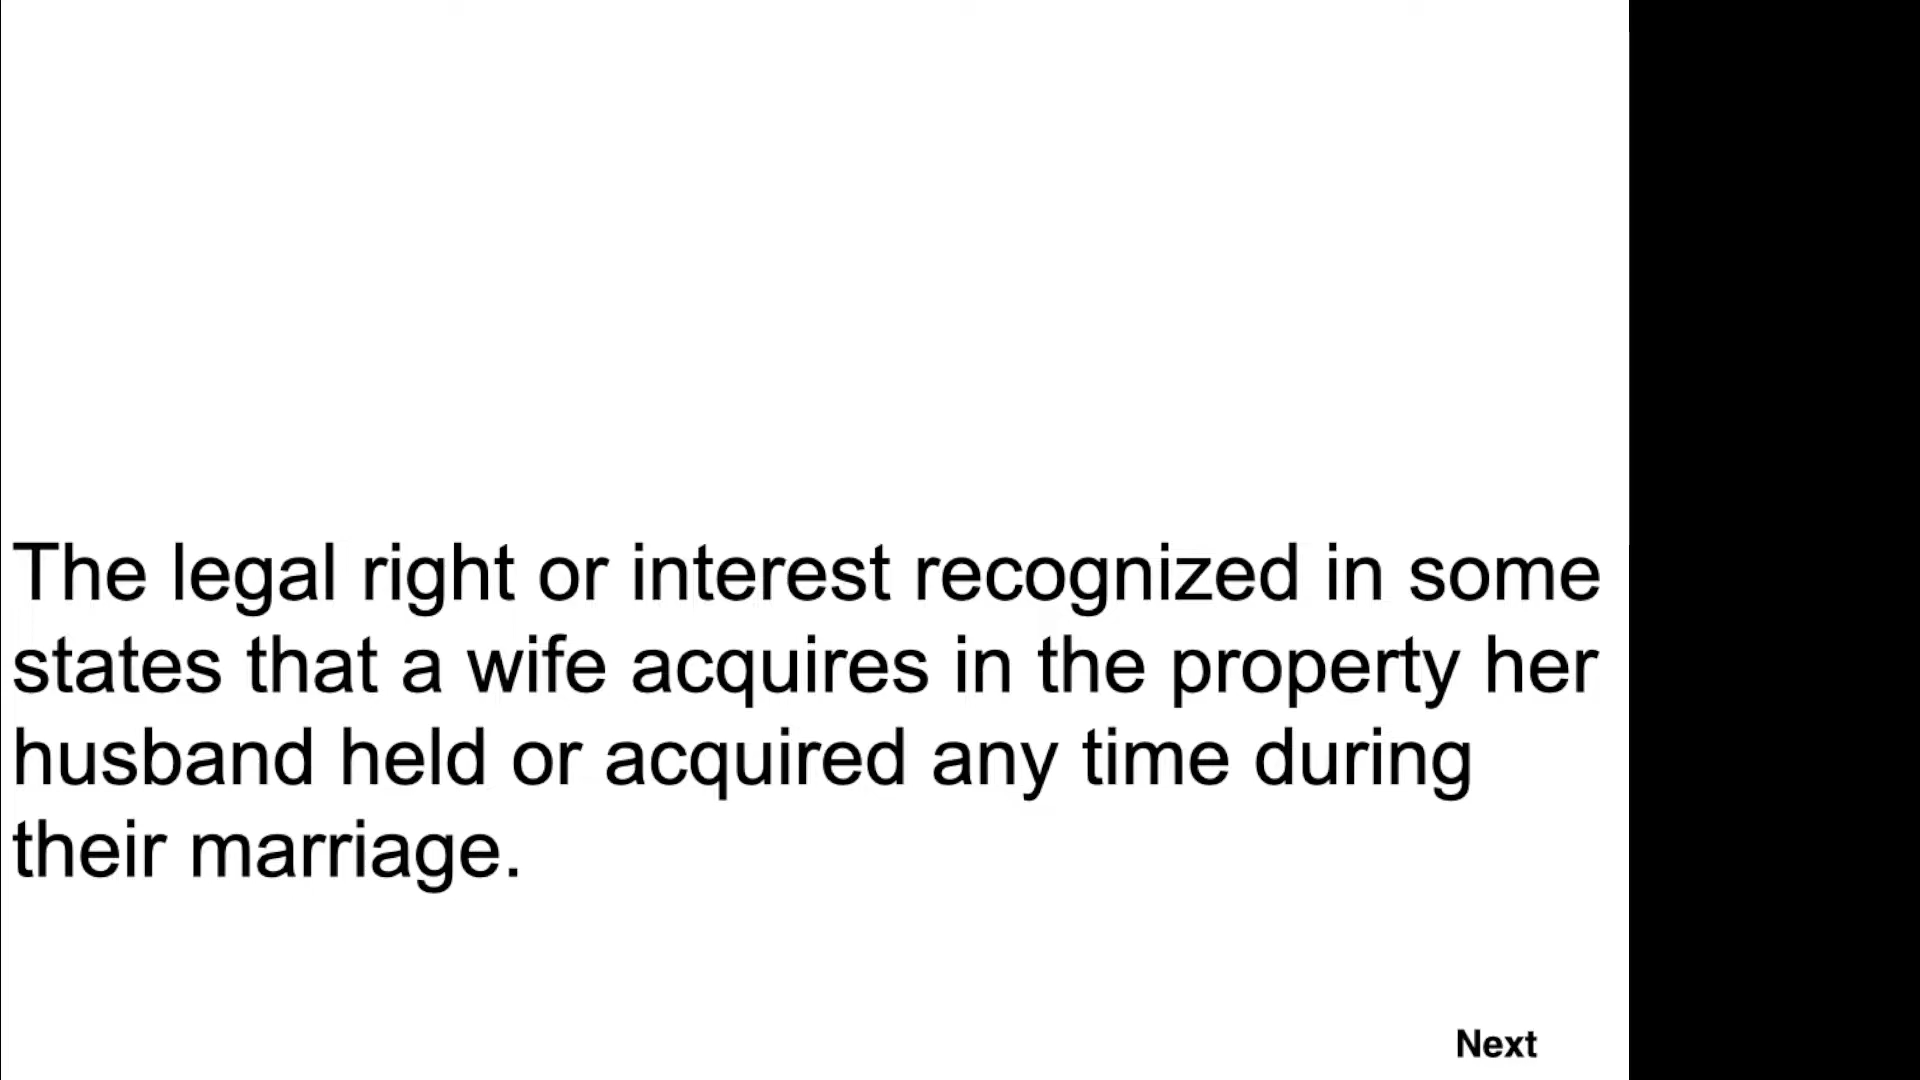 The legal right or interest recognized in some
states that a wife acquires in the property her
husband held or acquired any time during
their marriage.
Next